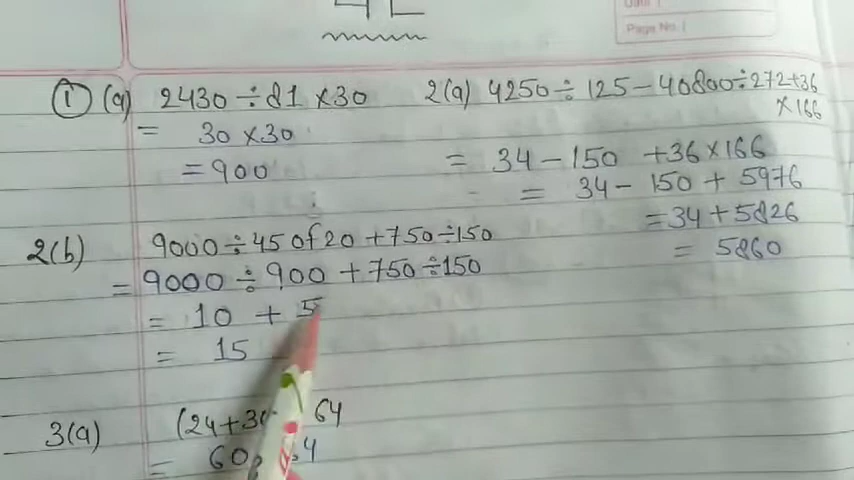 Page No.
① (a) 2430 ÷ 81 × 30
= 30 × 30
= 900
2(a) 4250 ÷ 125 - 40800 ÷ 272 + 36
× 166
= 34 - 150 + 36 × 166
= 34 - 150 + 5976
= 34 + 5826
= 5860
2(b) 9000 ÷ 450 of 20 + 750 ÷ 150
= 9000 ÷ 900 + 750 ÷ 150
= 10 + 5
= 15
3(a) (24 + 3 64
= 60 4